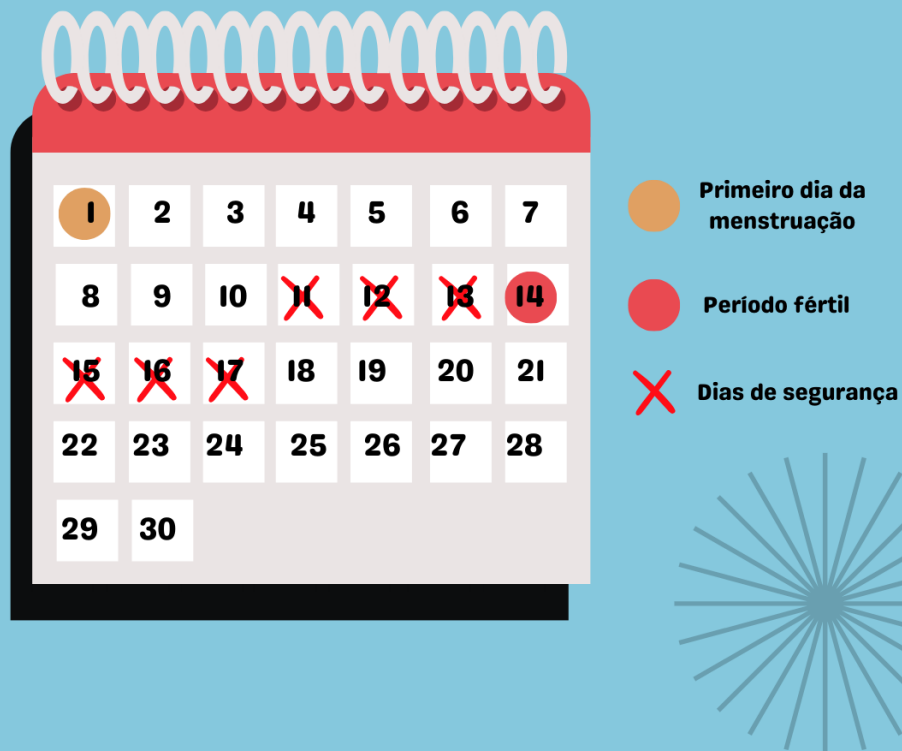 1 2 3 4 5 6 7
8 9 10 11 12 13 14
15 16 17 18 19 20 21
22 23 24 25 26 27 28
29 30
Primeiro dia da
menstruação
Período fértil
Dias de segurança